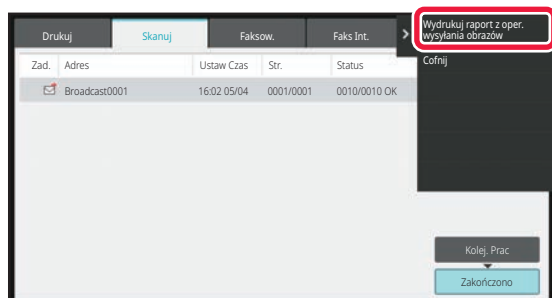 Drukuj Skanuj Faksow. Faks Int. > Wydrukuj raport z oper.
wysyłania obrazów
Zad. Adres Ustaw Czas Str. Status Cofnij
Broadcast0001 16:02 05/04 0001/0001 0010/0010 OK
Kolej. Prac
Zakończono